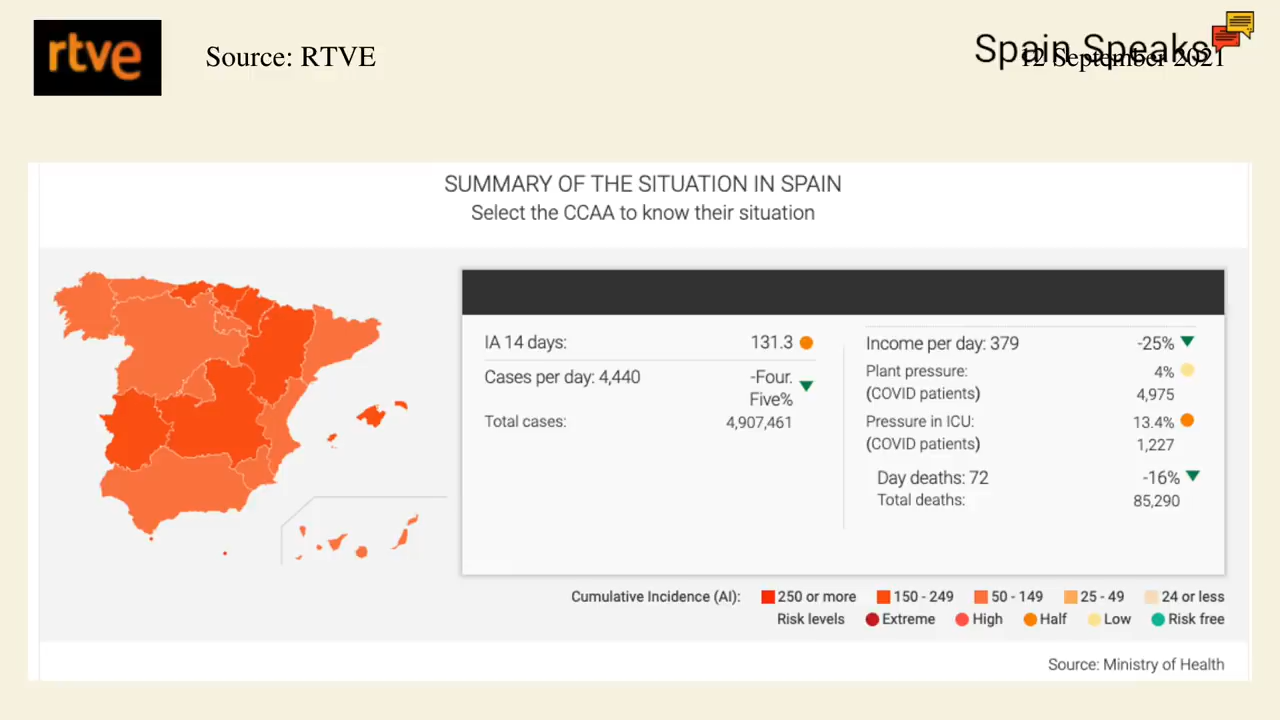 rtve
Source: RTVE
Spain Speaks
12 September 2021
SUMMARY OF THE SITUATION IN SPAIN
Select the CCAA to know their situation
IA 14 days: 131.3
Cases per day: 4,440 -Four.
Five%
Total cases: 4,907,461
Income per day: 379 -25%
Plant pressure: 4%
(COVID patients) 4,975
Pressure in ICU: 13.4%
(COVID patients) 1,227
Day deaths: 72 -16%
Total deaths: 85,290
Cumulative Incidence (AI): 250 or more 150 - 249 50 - 149 25 - 49 24 or less
Risk levels Extreme High Half Low Risk free
Source: Ministry of Health